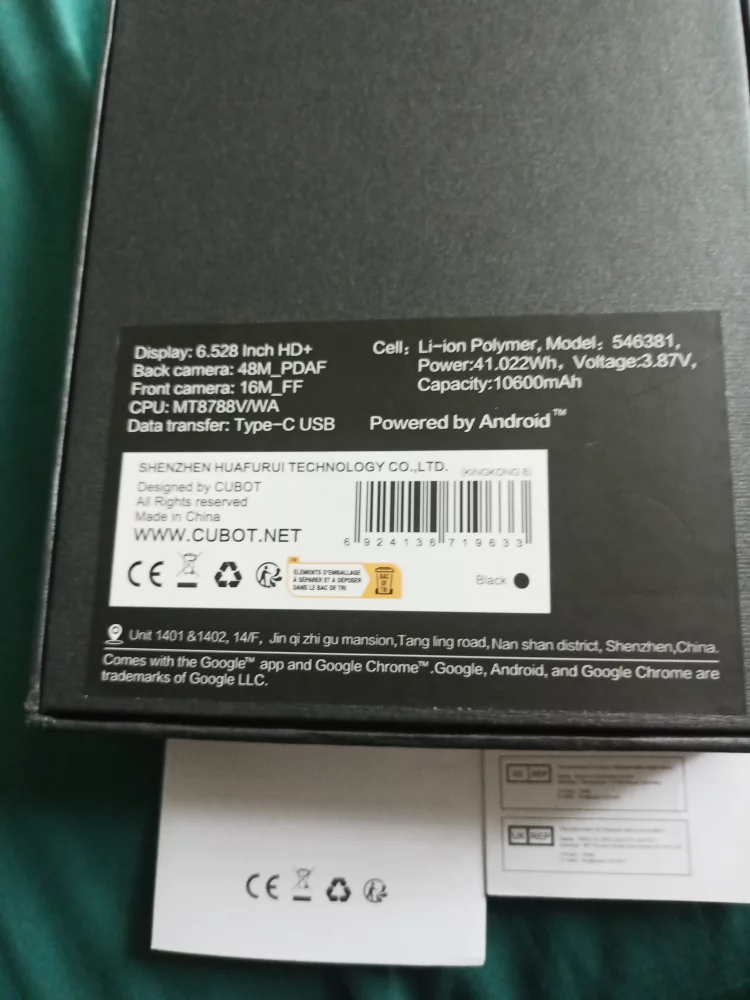 Display: 6.528 Inch HD+
Back camera: 48M_PDAF
Front camera: 16M_FF
CPU: MT8788V/WA
Data transfer: Type-C USB
Cell: Li-ion Polymer, Model: 546381,
Power:41.022Wh, Voltage:3.87V,
Capacity:10600mAh
Powered by Android™
SHENZHEN HUAFURUI TECHNOLOGY CO.,LTD.
(KINGKONG 8)
Designed by CUBOT
All Rights reserved
Made in China
WWW.CUBOT.NET
6 924136 719633
CE
ÉLÉMENTS D'EMBALLAGE
À SÉPARER ET À DÉPOSER
DANS LE BAC DE TRI
BAC
DE
TRI
Black
Unit 1401 &1402, 14/F, Jin qi zhi gu mansion,Tang ling road, Nan shan district, Shenzhen,China.
Comes with the Google™ app and Google Chrome™.Google, Android, and Google Chrome are
trademarks of Google LLC.
REP
UK REP
CE